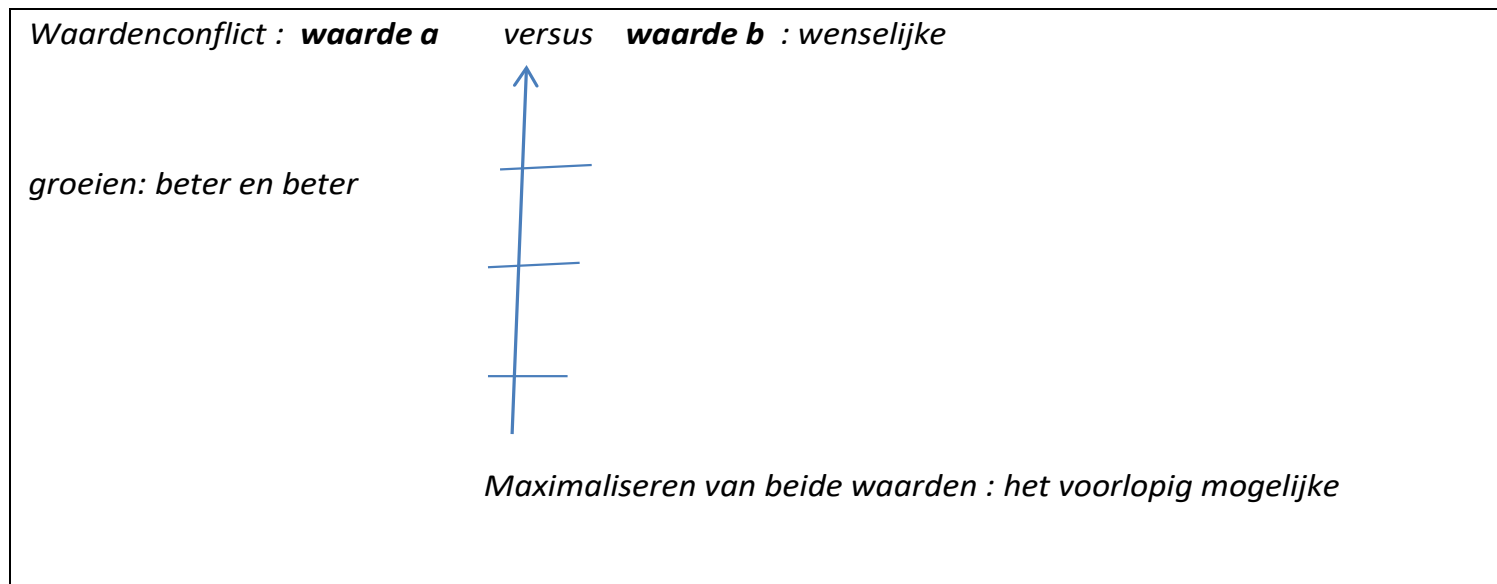 Waardenconflict : waarde a versus waarde b : wenselijke
groeien: beter en beter
Maximaliseren van beide waarden : het voorlopig mogelijke